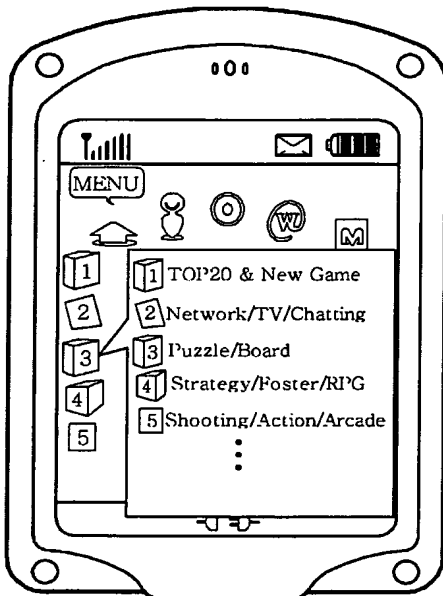 MENU
W
M
1
2
3
4
5
1 TOP20 & New Game
2 Network/TV/Chatting
3 Puzzle/Board
4 Strategy/Foster/RPG
5 Shooting/Action/Arcade